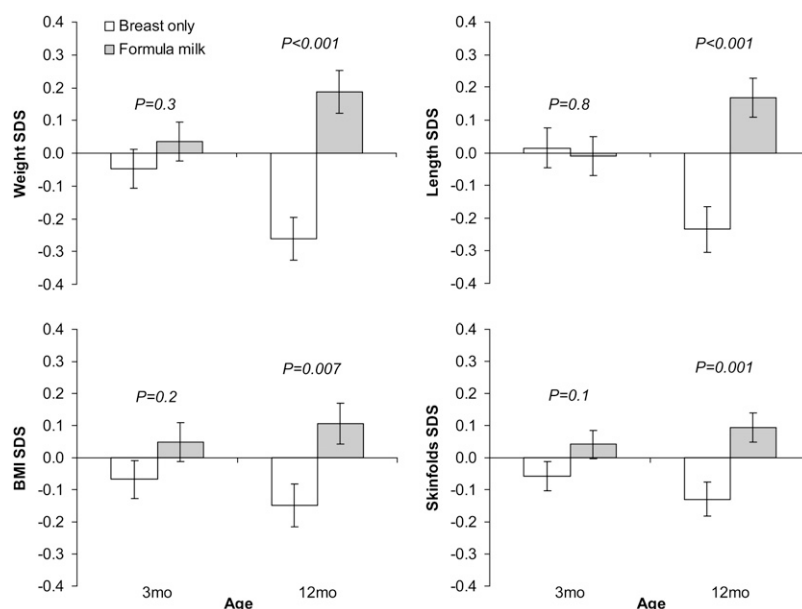 Breast only
Formula milk
Weight SDS
0.4
0.3
0.2
0.1
0.0
-0.1
-0.2
-0.3
-0.4
P=0.3
P<0.001
Length SDS
0.4
0.3
0.2
0.1
0.0
-0.1
-0.2
-0.3
-0.4
P=0.8
P<0.001
BMI SDS
0.4
0.3
0.2
0.1
0.0
-0.1
-0.2
-0.3
-0.4
P=0.2
P=0.007
3mo
12mo
Age
Skinfolds SDS
0.4
0.3
0.2
0.1
0.0
-0.1
-0.2
-0.3
-0.4
P=0.1
P=0.001
3mo
12mo
Age